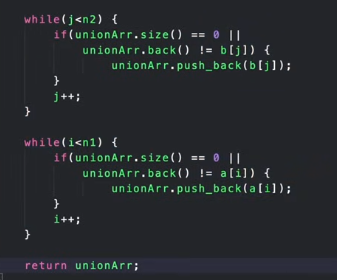 while(j<n2) {
if(unionArr.size() == 0 ||
unionArr.back() != b[j]) {
unionArr.push_back(b[j]);
}
j++;
}
while(i<n1) {
if(unionArr.size() == 0 ||
unionArr.back() != a[i]) {
unionArr.push_back(a[i]);
}
i++;
}
return unionArr;